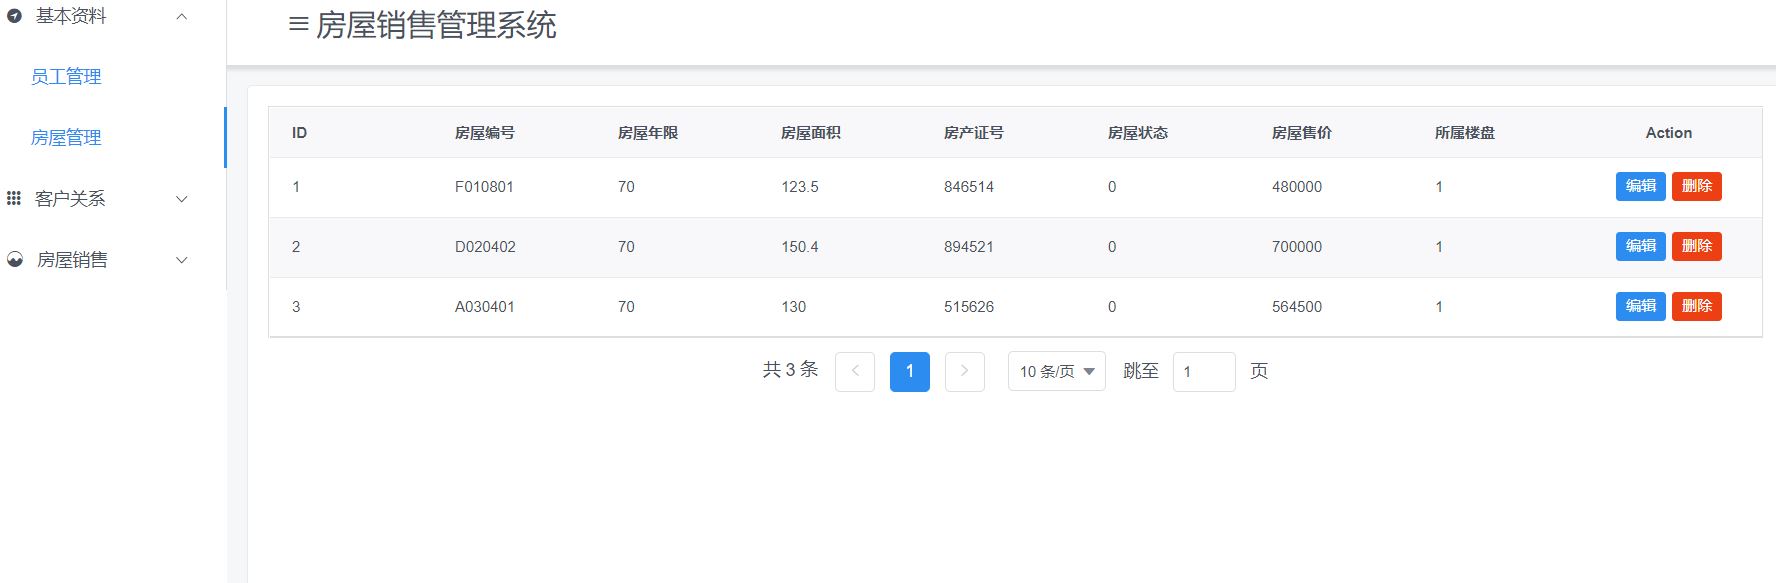 基本资料
员工管理
房屋管理
客户关系
房屋销售
房屋销售管理系统
ID 房屋编号 房屋年限 房屋面积 房产证号 房屋状态 房屋售价 所属楼盘 Action
1 F010801 70 123.5 846514 0 480000 1 编辑 删除
2 D020402 70 150.4 894521 0 700000 1 编辑 删除
3 A030401 70 130 515626 0 564500 1 编辑 删除
共 3 条 1 10 条/页 跳至 1 页